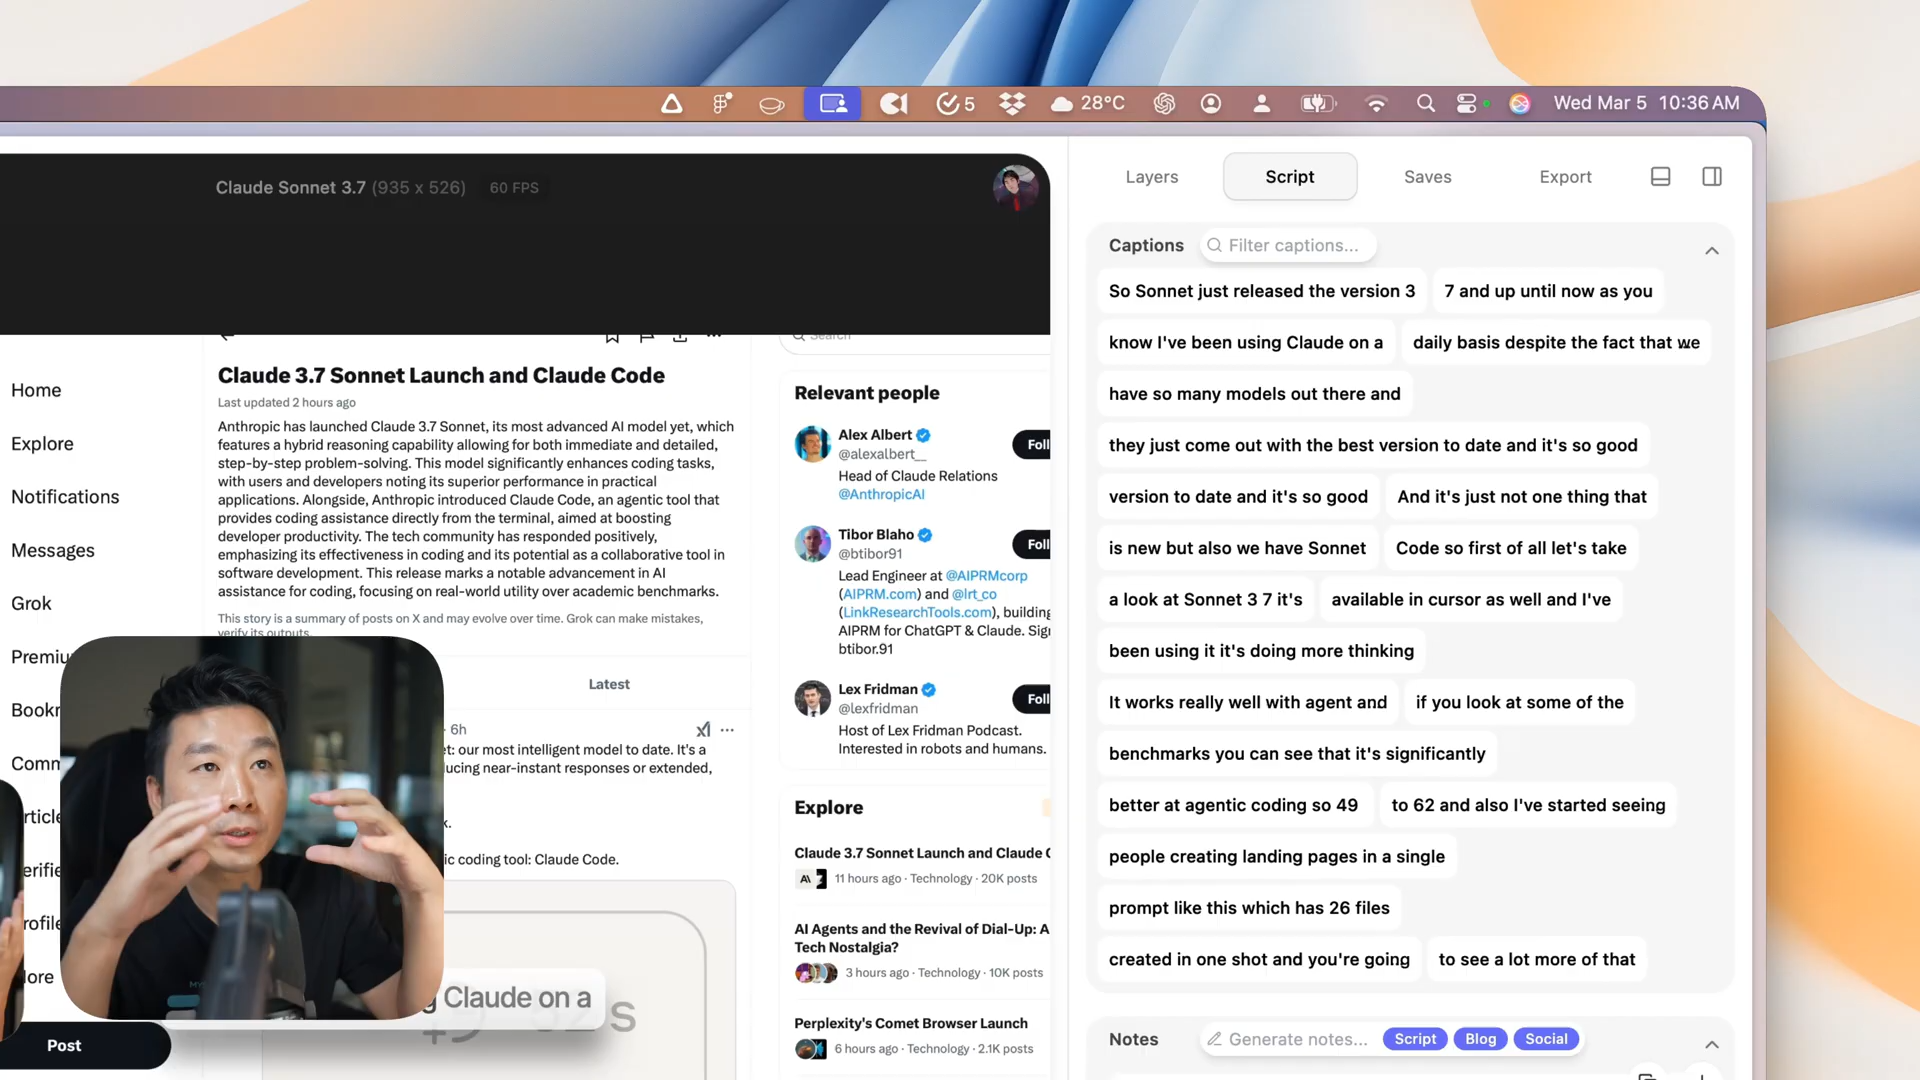 5
28°C
Wed Mar 5 10:36 AM
Claude Sonnet 3.7 (935 x 526) 60 FPS
Layers
Script
Saves
Export
Captions
Filter captions...
So Sonnet just released the version 3
7 and up until now as you
know I've been using Claude on a
daily basis despite the fact that we
have so many models out there and
they just come out with the best version to date and it's so good
version to date and it's so good
And it's just not one thing that
is new but also we have Sonnet
Code so first of all let's take
a look at Sonnet 3 7 it's
available in cursor as well and I've
been using it it's doing more thinking
It works really well with agent and
if you look at some of the
benchmarks you can see that it's significantly
better at agentic coding so 49
to 62 and also I've started seeing
people creating landing pages in a single
prompt like this which has 26 files
created in one shot and you're going
to see a lot more of that
Notes
Generate notes...
Script
Blog
Social
Home
Explore
Notifications
Messages
Grok
Post
Search
Claude 3.7 Sonnet Launch and Claude Code
Last updated 2 hours ago
Anthropic has launched Claude 3.7 Sonnet, its most advanced AI model yet, which
features a hybrid reasoning capability allowing for both immediate and detailed,
step-by-step problem-solving. This model significantly enhances coding tasks,
with users and developers noting its superior performance in practical
applications. Alongside, Anthropic introduced Claude Code, an agentic tool that
provides coding assistance directly from the terminal, aimed at boosting
developer productivity. The tech community has responded positively,
emphasizing its effectiveness in coding and its potential as a collaborative tool in
software development. This release marks a notable advancement in AI
assistance for coding, focusing on real-world utility over academic benchmarks.
This story is a summary of posts on X and may evolve over time. Grok can make mistakes,
verify its outputs.
Latest
· 6h
our most intelligent model to date. It's a
near-instant responses or extended,
coding tool: Claude Code.
Claude on a
Relevant people
Alex Albert
@alexalbert__
Foll
Head of Claude Relations
@AnthropicAI
Tibor Blaho
@btibor91
Foll
Lead Engineer at @AIPRMcorp
(AIPRM.com) and @lrt_co
(LinkResearchTools.com), building
AIPRM for ChatGPT & Claude. Sig
btibor.91
Lex Fridman
@lexfridman
Foll
Host of Lex Fridman Podcast.
Interested in robots and humans.
Explore
Claude 3.7 Sonnet Launch and Claude C
11 hours ago · Technology · 20K posts
AI Agents and the Revival of Dial-Up: A
Tech Nostalgia?
3 hours ago · Technology · 10K posts
Perplexity's Comet Browser Launch
6 hours ago · Technology · 2.1K posts